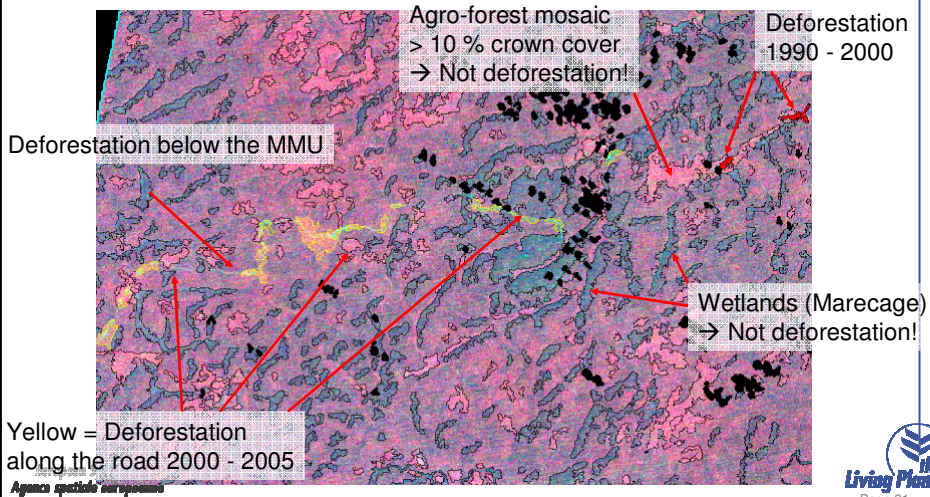 Agro-forest mosaic
> 10 % crown cover
→ Not deforestation!
Deforestation
1990 - 2000
Deforestation below the MMU
Wetlands (Marecage)
→ Not deforestation!
Yellow = Deforestation
along the road 2000 - 2005
Agence spatiale européenne
Living Plan